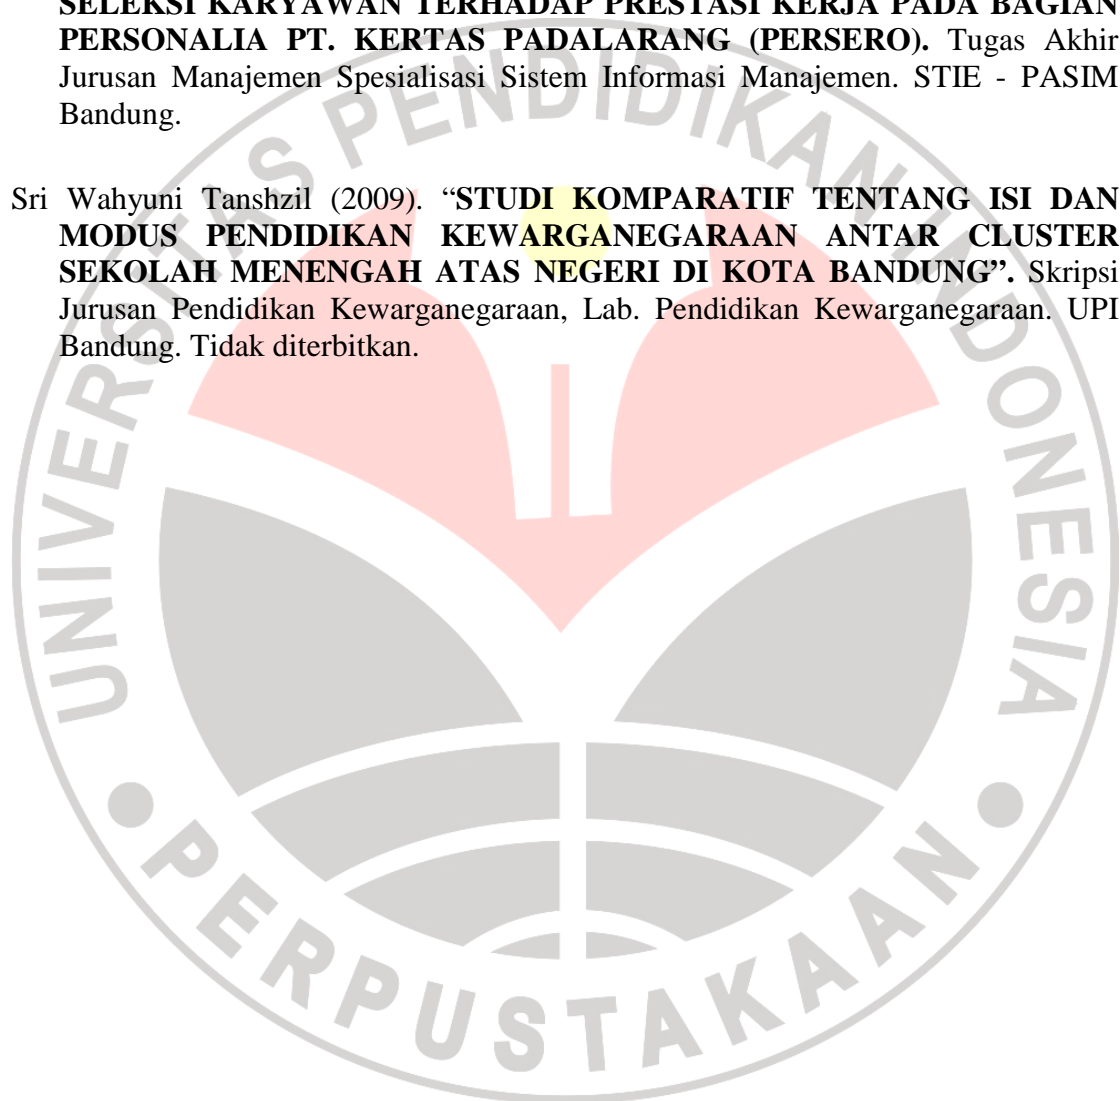 SELEKSI KARYAWAN TERHADAP PRESTASI KERJA PADA BAGIAN
PERSONALIA PT. KERTAS PADALARANG (PERSERO). Tugas Akhir
Jurusan Manajemen Spesialisasi Sistem Informasi Manajemen. STIE - PASIM
Bandung.
Sri Wahyuni Tanshzil (2009). “STUDI KOMPARATIF TENTANG ISI DAN
MODUS PENDIDIKAN KEWARGANEGARAAN ANTAR CLUSTER
SEKOLAH MENENGAH ATAS NEGERI DI KOTA BANDUNG”. Skripsi
Jurusan Pendidikan Kewarganegaraan, Lab. Pendidikan Kewarganegaraan. UPI
Bandung. Tidak diterbitkan.
UNIVERSITAS PENDIDIKAN INDONESIA
PERPUSTAKAAN